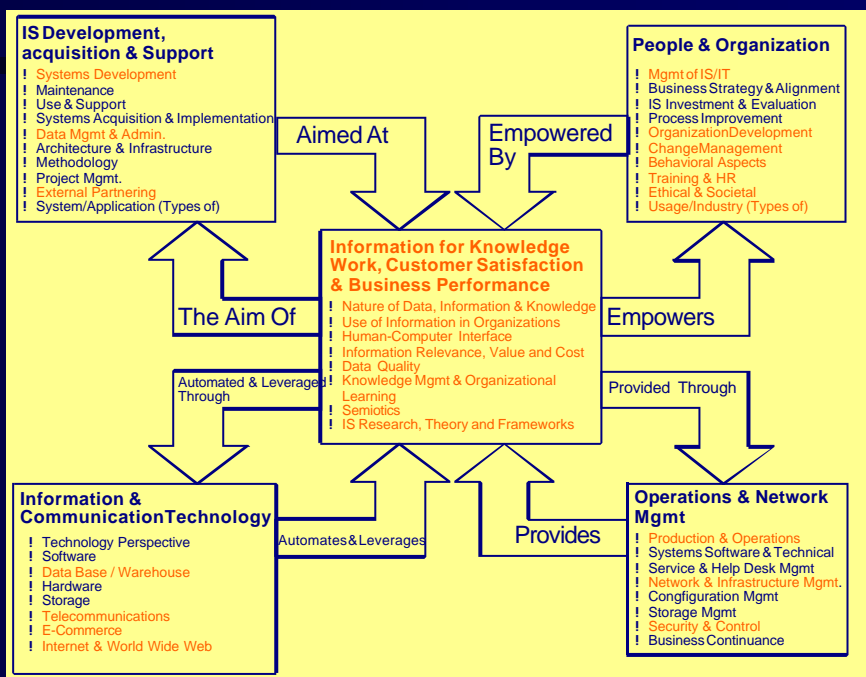 IS Development,
acquisition & Support
! Systems Development
! Maintenance
! Use & Support
! Systems Acquisition & Implementation
! Data Mgmt & Admin.
! Architecture & Infrastructure
! Methodology
! Project Mgmt.
! External Partnering
! System/Application (Types of)
Aimed At
Empowered
By
People & Organization
! Mgmt of IS/IT
! Business Strategy & Alignment
! IS Investment & Evaluation
! Process Improvement
! Organization Development
! Change Management
! Behavioral Aspects
! Training & HR
! Ethical & Societal
! Usage/Industry (Types of)
The Aim Of
Information for Knowledge
Work, Customer Satisfaction
& Business Performance
! Nature of Data, Information & Knowledge
! Use of Information in Organizations
! Human-Computer Interface
! Information Relevance, Value and Cost
! Data Quality
! Knowledge Mgmt & Organizational
Learning
! Semiotics
! IS Research, Theory and Frameworks
Empowers
Automated & Leveraged
Through
Provided Through
Information &
Communication Technology
! Technology Perspective
! Software
! Data Base / Warehouse
! Hardware
! Storage
! Telecommunications
! E-Commerce
! Internet & World Wide Web
Automates & Leverages
Provides
Operations & Network
Mgmt
! Production & Operations
! Systems Software & Technical
! Service & Help Desk Mgmt
! Network & Infrastructure Mgmt.
! Congfiguration Mgmt
! Storage Mgmt
! Security & Control
! Business Continuance